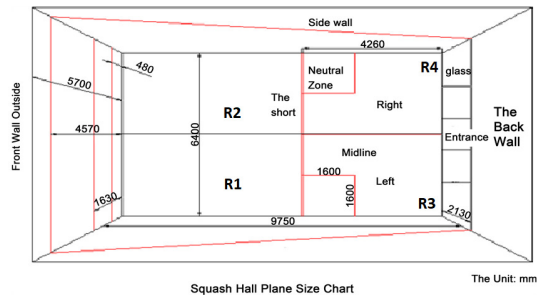 Side wall
4260
480
glass
R4
Neutral
Zone
5700
The
short
Right
R2
The
Back
Wall
Front Wall Outside
4570
6400
Entrance
Midline
1600
Left
1600
R1
1630
R3
2130
9750
The Unit: mm
Squash Hall Plane Size Chart